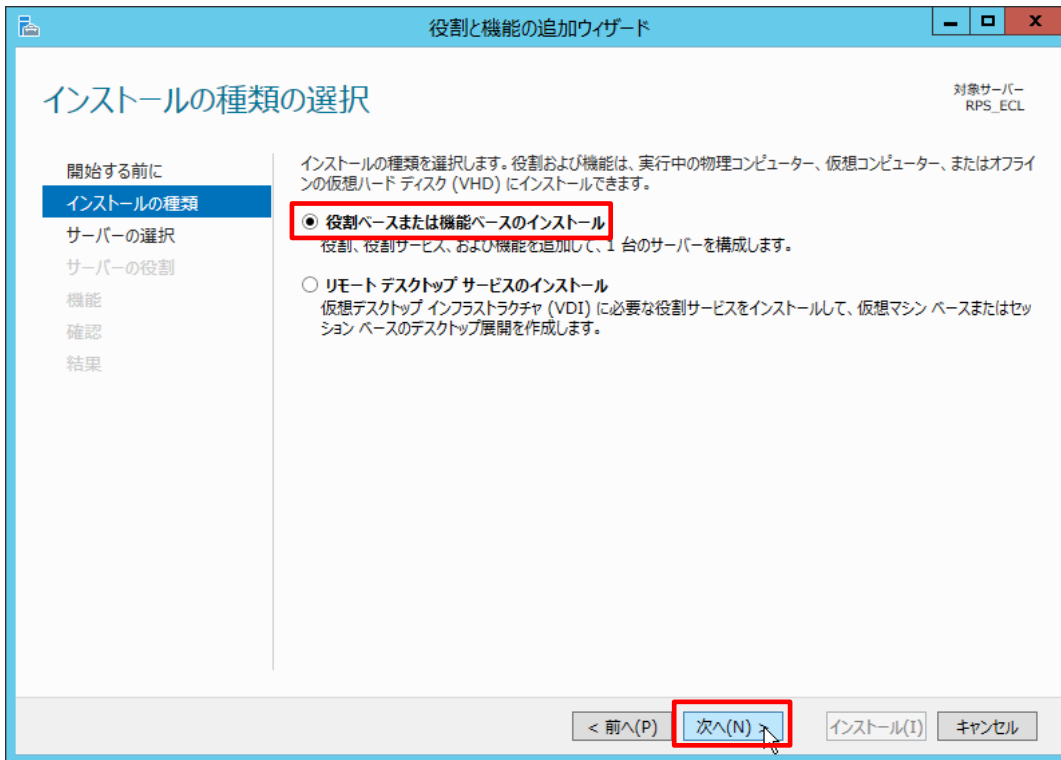 役割と機能の追加ウィザード
インストールの種類の選択
対象サーバー
RPS_ECL
開始する前に
インストールの種類
サーバーの選択
サーバーの役割
機能
確認
結果
インストールの種類を選択します。役割および機能は、実行中の物理コンピューター、仮想コンピューター、またはオフライ
ンの仮想ハード ディスク (VHD) にインストールできます。
役割ベースまたは機能ベースのインストール
役割、役割サービス、および機能を追加して、1 台のサーバーを構成します。
リモート デスクトップ サービスのインストール
仮想デスクトップ インフラストラクチャ (VDI) に必要な役割サービスをインストールして、仮想マシン ベースまたはセッ
ション ベースのデスクトップ展開を作成します。
< 前へ(P)
次へ(N) >
インストール(I)
キャンセル